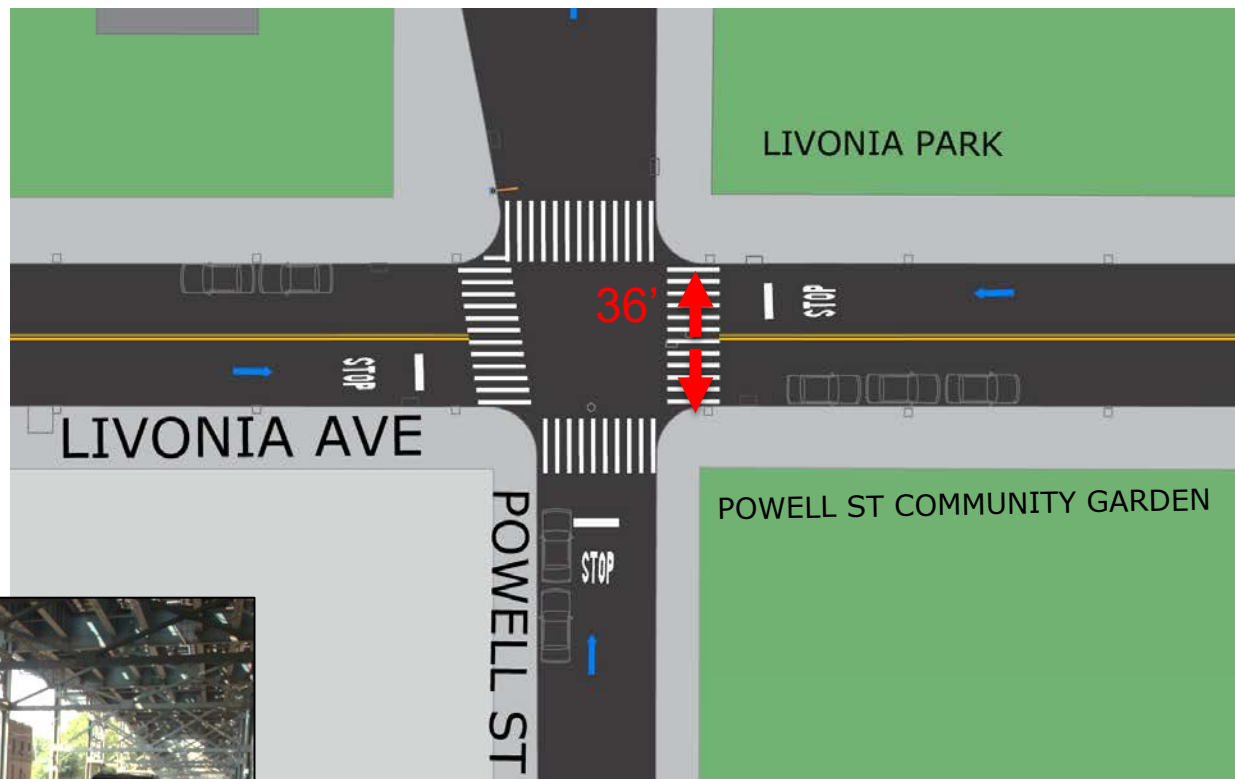 LIVONIA PARK
36’
STOP
STOP
LIVONIA AVE
POWELL ST COMMUNITY GARDEN
POWELL ST
STOP